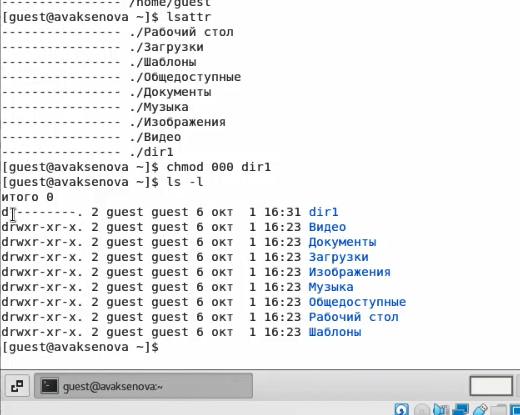 --------------- /home/guest
[guest@avaksenova ~]$ lsattr
--------------- ./Рабочий стол
--------------- ./Загрузки
--------------- ./Шаблоны
--------------- ./Общедоступные
--------------- ./Документы
--------------- ./Музыка
--------------- ./Изображения
--------------- ./Видео
--------------- ./dir1
[guest@avaksenova ~]$ chmod 000 dir1
[guest@avaksenova ~]$ ls -l
итого 0
d---------. 2 guest guest 6 окт  1 16:31 dir1
drwxr-xr-x. 2 guest guest 6 окт  1 16:23 Видео
drwxr-xr-x. 2 guest guest 6 окт  1 16:23 Документы
drwxr-xr-x. 2 guest guest 6 окт  1 16:23 Загрузки
drwxr-xr-x. 2 guest guest 6 окт  1 16:23 Изображения
drwxr-xr-x. 2 guest guest 6 окт  1 16:23 Музыка
drwxr-xr-x. 2 guest guest 6 окт  1 16:23 Общедоступные
drwxr-xr-x. 2 guest guest 6 окт  1 16:23 Рабочий стол
drwxr-xr-x. 2 guest guest 6 окт  1 16:23 Шаблоны
[guest@avaksenova ~]$
guest@avaksenova:~